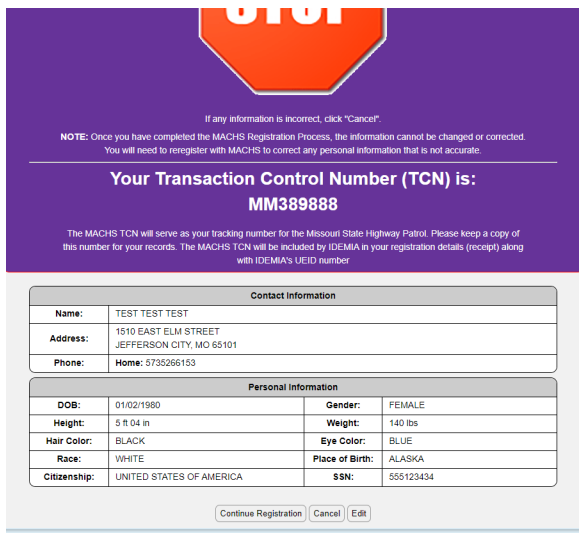 STOP
If any information is incorrect, click "Cancel".
NOTE: Once you have completed the MACHS Registration Process, the information cannot be changed or corrected.
You will need to reregister with MACHS to correct any personal information that is not accurate.
Your Transaction Control Number (TCN) is:
MM389888
The MACHS TCN will serve as your tracking number for the Missouri State Highway Patrol. Please keep a copy of
this number for your records. The MACHS TCN will be included by IDEMIA in your registration details (receipt) along
with IDEMIA's UEID number
Contact Information
Name: TEST TEST TEST
Address: 1510 EAST ELM STREET
JEFFERSON CITY, MO 65101
Phone: Home: 5735266153
Personal Information
DOB: 01/02/1980 Gender: FEMALE
Height: 5 ft 04 in Weight: 140 lbs
Hair Color: BLACK Eye Color: BLUE
Race: WHITE Place of Birth: ALASKA
Citizenship: UNITED STATES OF AMERICA SSN: 555123434
Continue Registration Cancel Edit